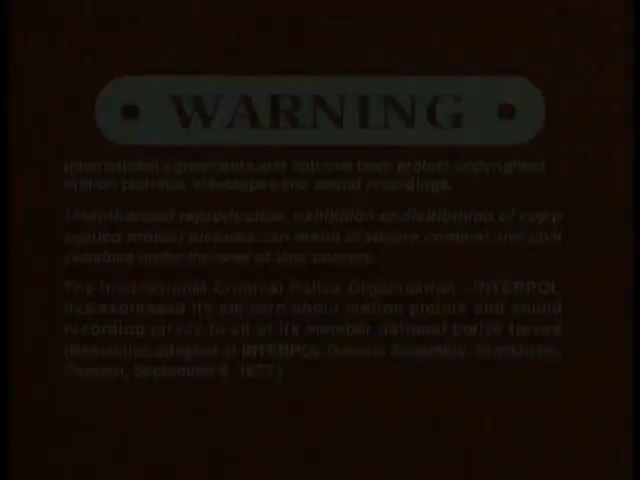 WARNING
International agreements and national laws protect copyrighted
motion pictures, videotapes and sound recordings.
Unauthorized reproduction, exhibition or distribution of copy-
righted motion pictures can result in severe criminal and civil
penalties under the laws of your country.
The International Criminal Police Organization - INTERPOL
has expressed its concern about motion picture and sound
recording piracy to all of its member national police forces
(Resolution adopted at INTERPOL General Assembly, Stockholm,
Sweden, September 8, 1977.)